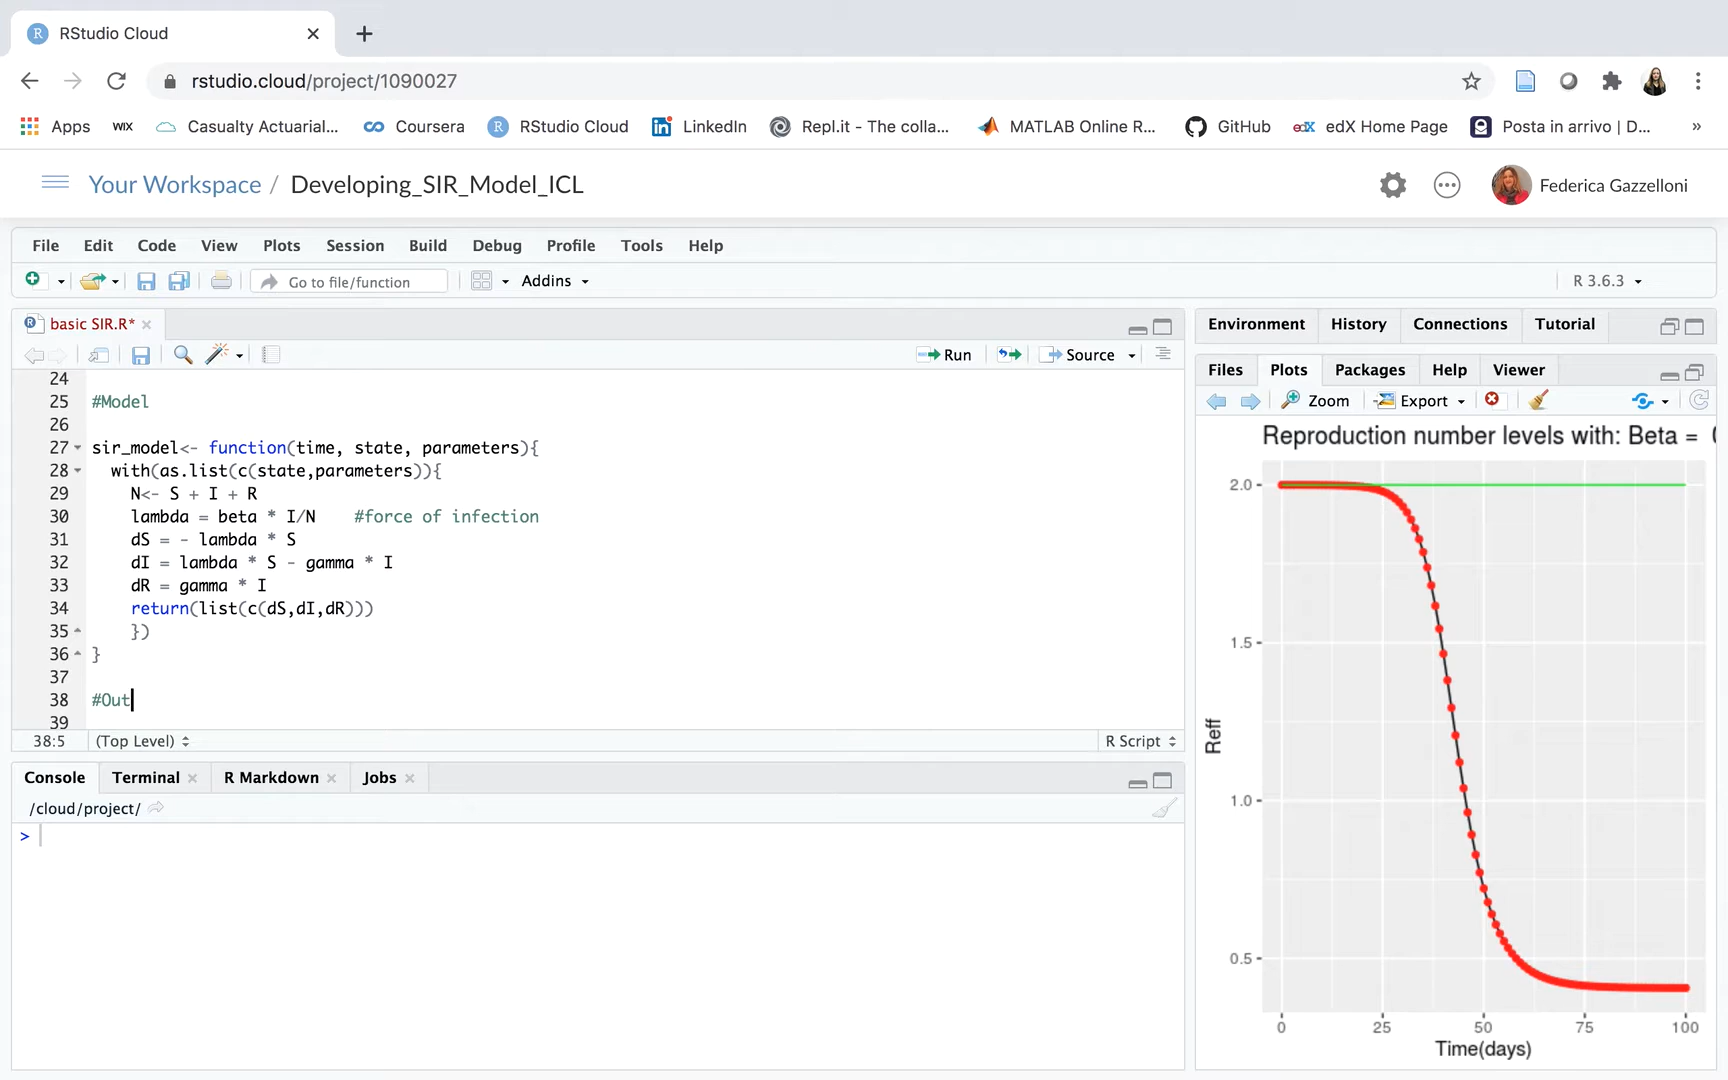 RStudio Cloud
rstudio.cloud/project/1090027
Apps WIX Casualty Actuarial... Coursera RStudio Cloud LinkedIn Repl.it - The colla... MATLAB Online R... GitHub edX edX Home Page Posta in arrivo | D... »
Your Workspace / Developing_SIR_Model_ICL Federica Gazzelloni
File Edit Code View Plots Session Build Debug Profile Tools Help
Go to file/function Addins R 3.6.3
basic SIR.R*
Run Source
24
25 #Model
26
27 sir_model<- function(time, state, parameters){
28 with(as.list(c(state,parameters)){
29 N<- S + I + R
30 lambda = beta * I/N #force of infection
31 dS = - lambda * S
32 dI = lambda * S - gamma * I
33 dR = gamma * I
34 return(list(c(dS,dI,dR)))
35 })
36 }
37
38 #Out
39
38:5 (Top Level) R Script
Console Terminal R Markdown Jobs
/cloud/project/
>
Environment History Connections Tutorial
Files Plots Packages Help Viewer
Zoom Export
Reproduction number levels with: Beta =
2.0
1.5
1.0
0.5
Reff
0 25 50 75 100
Time(days)